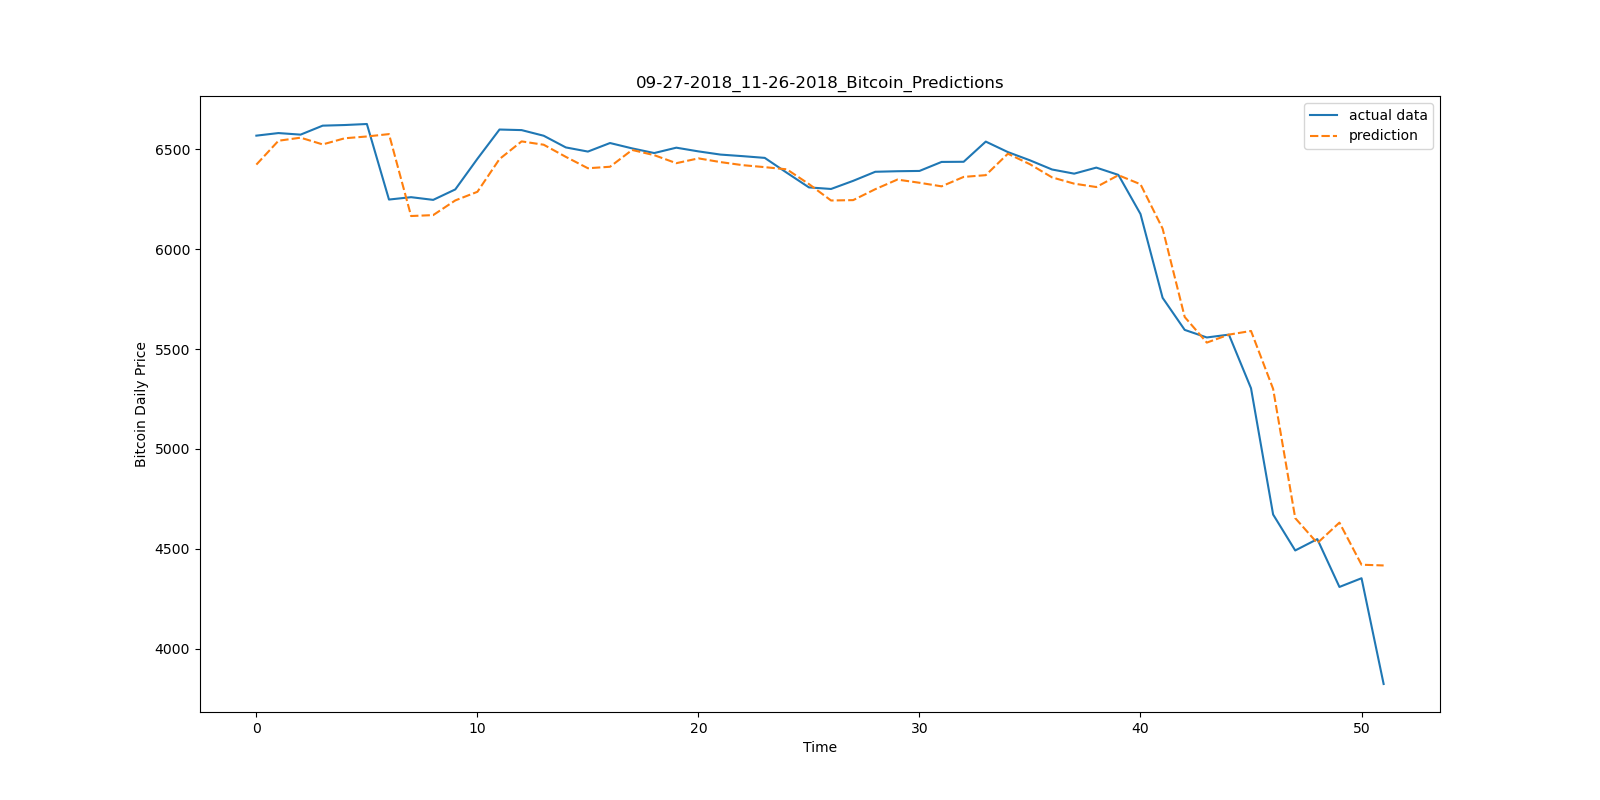 09-27-2018_11-26-2018_Bitcoin_Predictions
actual data
prediction
6500
6000
5500
5000
4500
4000
Bitcoin Daily Price
0 10 20 30 40 50
Time